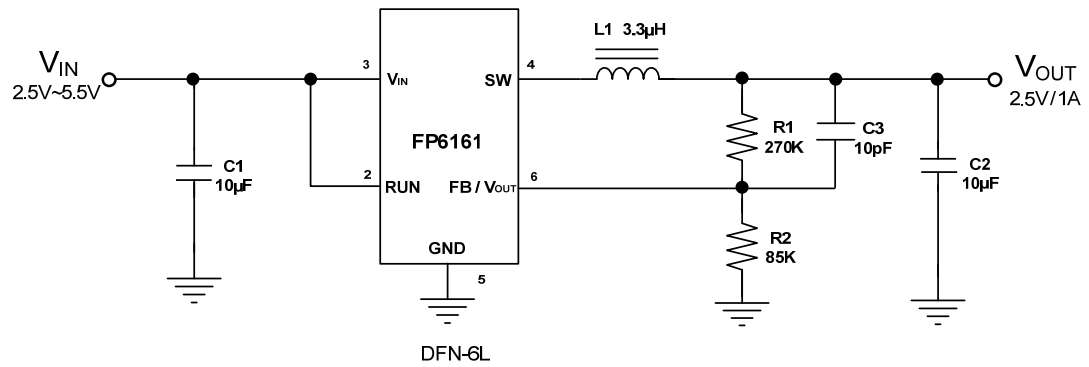 L1 3.3µH
VIN
2.5V~5.5V
3
VIN
SW
4
VOUT
2.5V/1A
FP6161
R1
270K
C3
10pF
C1
10µF
2
RUN
FB / VOUT
6
C2
10µF
R2
85K
GND
5
DFN-6L